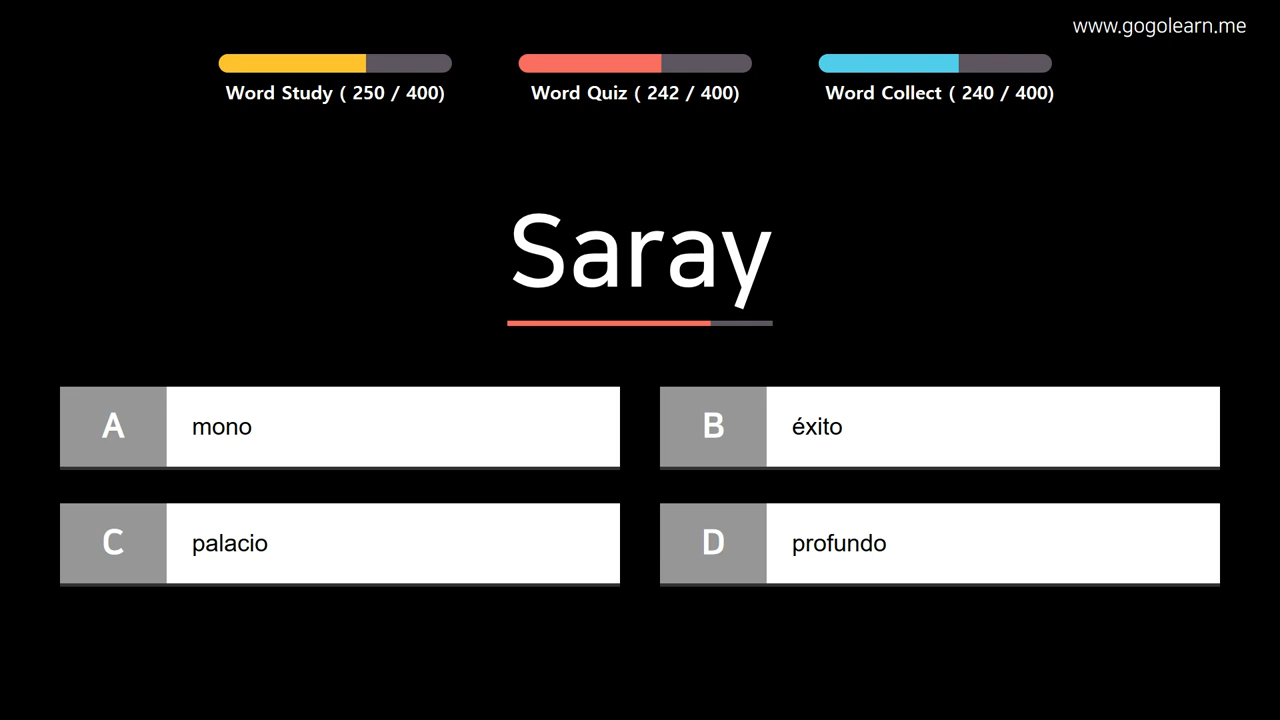 www.gogolearn.me
Word Study ( 250 / 400)
Word Quiz ( 242 / 400)
Word Collect ( 240 / 400)
Saray
A mono
B éxito
C palacio
D profundo